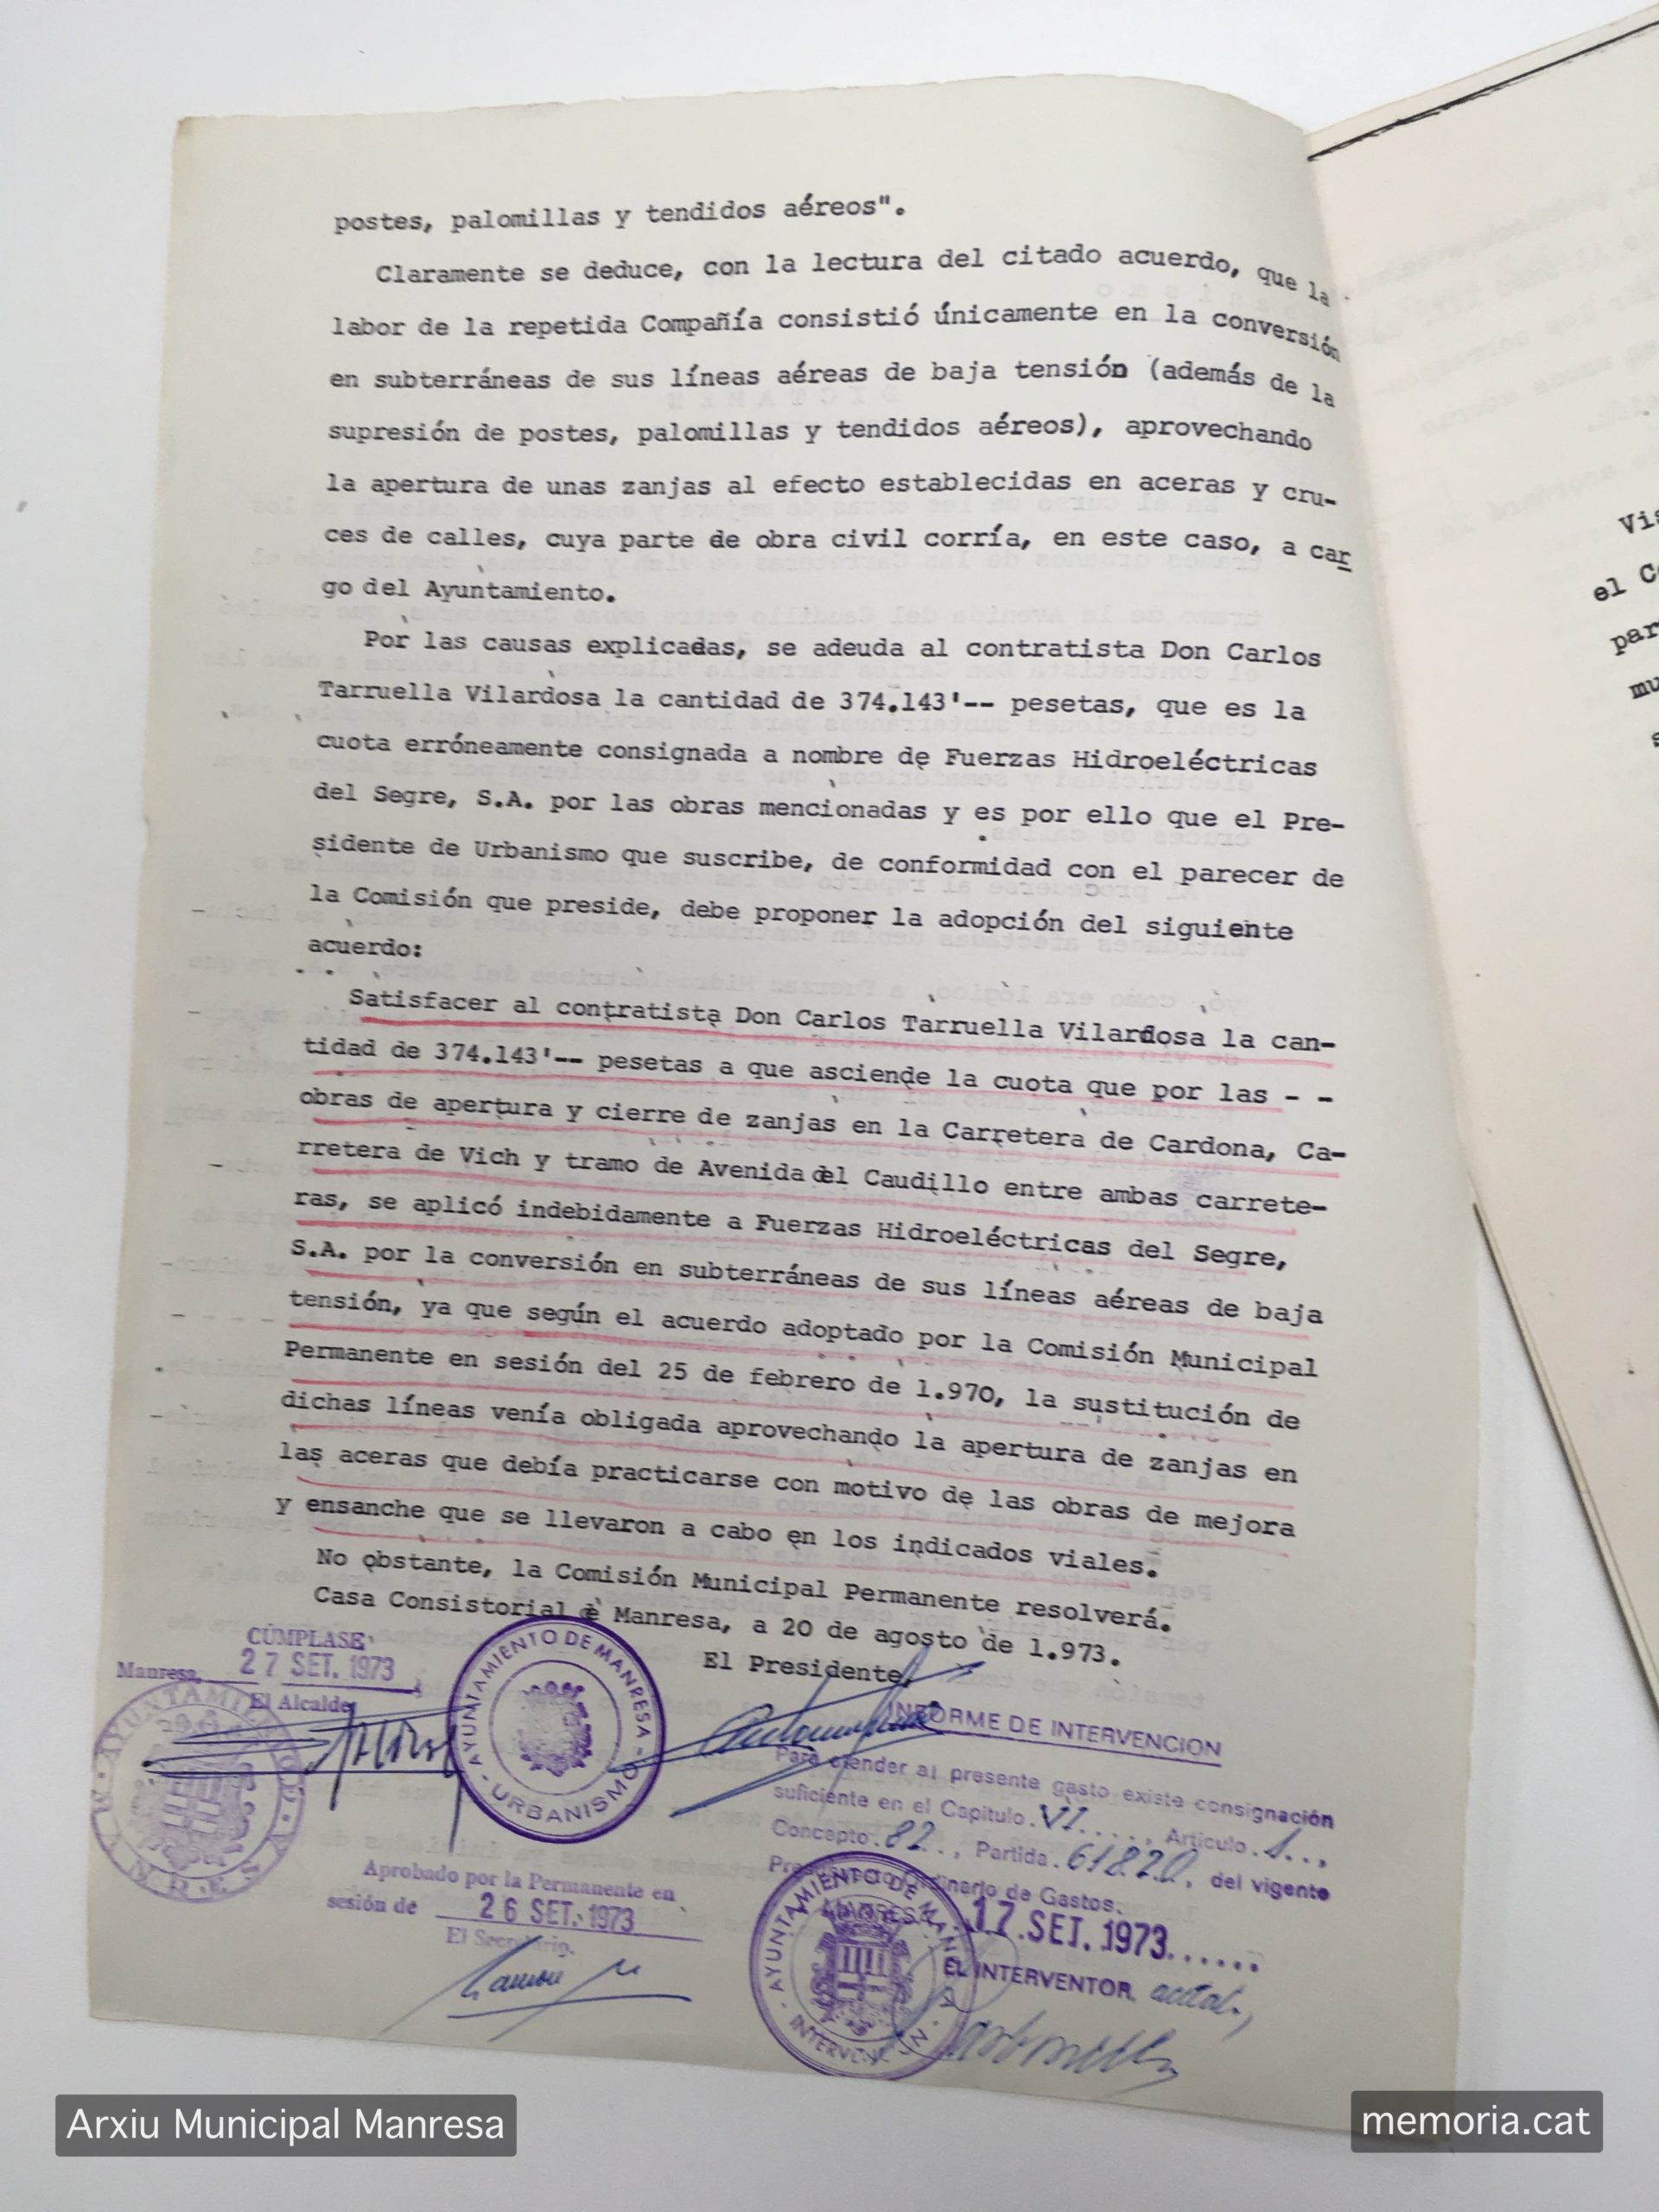 postes, palomillas y tendidos aéreos".
Claramente se deduce, con la lectura del citado acuerdo, que la
labor de la repetida Compañía consistió únicamente en la conversión
en subterráneas de sus líneas aéreas de baja tensión (además de la
supresión de postes, palomillas y tendidos aéreos), aprovechando
la apertura de unas zanjas al efecto establecidas en aceras y cru-
ces de calles, cuya parte de obra civil corría, en este caso, a car
go del Ayuntamiento.
Por las causas explicadas, se adeuda al contratista Don Carlos
Tarruella Vilardosa la cantidad de 374.143'-- pesetas, que es la
cuota erróneamente consignada a nombre de Fuerzas Hidroeléctricas
del Segre, S.A. por las obras mencionadas y es por ello que el Pre-
sidente de Urbanismo que suscribe, de conformidad con el parecer de
la Comisión que preside, debe proponer la adopción del siguiente
acuerdo:
Satisfacer al contratista Don Carlos Tarruella Vilardosa la can-
tidad de 374.143'-- pesetas a que asciende la cuota que por las - -
obras de apertura y cierre de zanjas en la Carretera de Cardona, Ca-
rretera de Vich y tramo de Avenida del Caudillo entre ambas carrete-
ras, se aplicó indebidamente a Fuerzas Hidroeléctricas del Segre,
S.A. por la conversión en subterráneas de sus líneas aéreas de baja
tensión, ya que según el acuerdo adoptado por la Comisión Municipal
Permanente en sesión del 25 de febrero de 1.970, la sustitución de
dichas líneas venía obligada aprovechando la apertura de zanjas en
las aceras que debía practicarse con motivo de las obras de mejora
y ensanche que se llevaron a cabo en los indicados viales.
No obstante, la Comisión Municipal Permanente resolverá.
Casa Consistorial de Manresa, a 20 de agosto de 1.973.
El Presidente,
CÚMPLASE
Manresa, 27 SET. 1973
El Alcalde
AYUNTAMIENTO DE MANRESA
URBANISMO
INFORME DE INTERVENCION
Para atender al presente gasto existe consignación
suficiente en el Capítulo. VI...., Artículo. 1..,
Concepto. 82.., Partida. 61820, del vigente
Presupuesto Ordinario de Gastos.
MANRESA 17.SET.1973......
EL INTERVENTOR, acctal.,
AYUNTAMIENTO DE MANRESA
INTERVENCION
Aprobado por la Permanente en
sesión de 26 SET. 1973
El Secretario.
Vis
el C
par
mu
s
Arxiu Municipal Manresa
memoria.cat